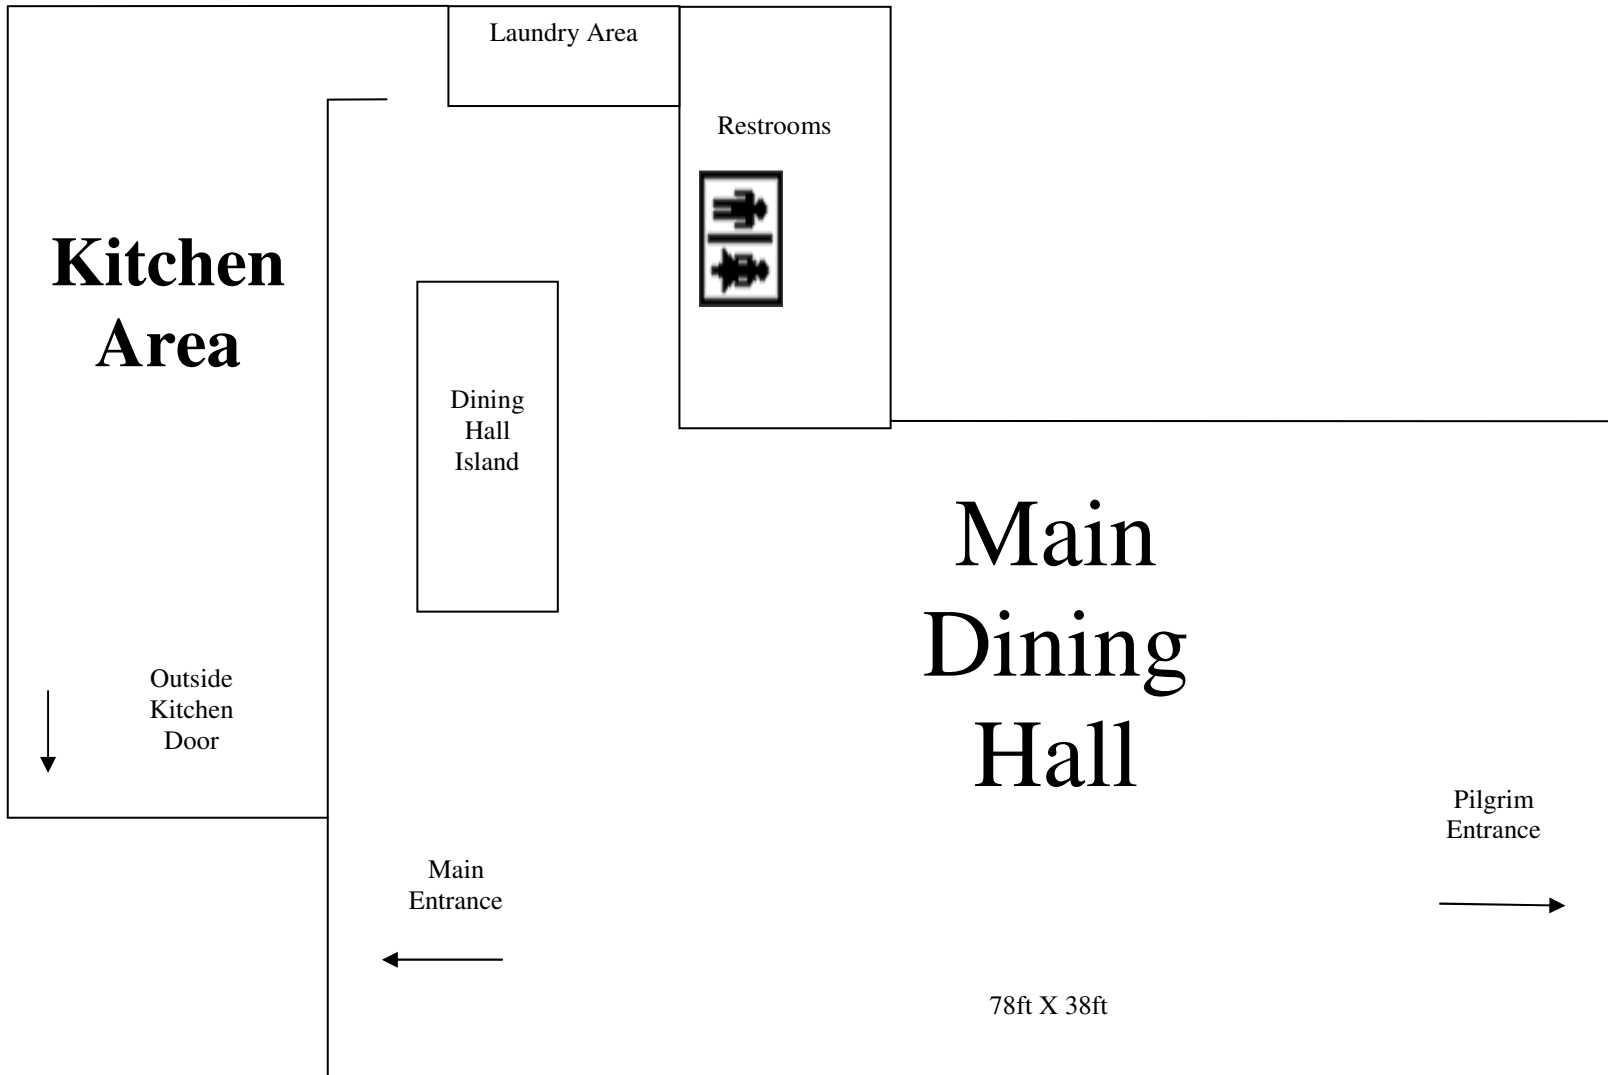 Laundry Area
Restrooms
Kitchen
Area
Dining
Hall
Island
Main
Dining
Hall
Outside
Kitchen
Door
Pilgrim
Entrance
Main
Entrance
78ft X 38ft